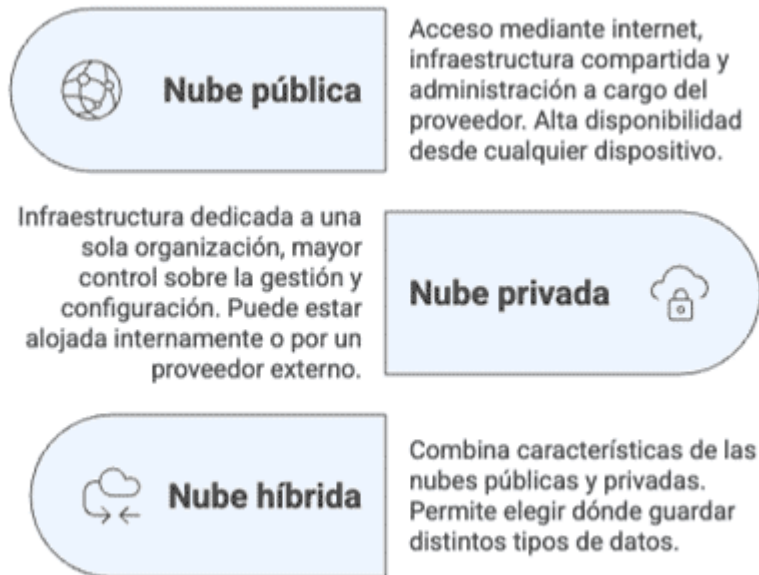 Nube pública
Acceso mediante internet,
infraestructura compartida y
administración a cargo del
proveedor. Alta disponibilidad
desde cualquier dispositivo.
Infraestructura dedicada a una
sola organización, mayor
control sobre la gestión y
configuración. Puede estar
alojada internamente o por un
proveedor externo.
Nube privada
Nube híbrida
Combina características de las
nubes públicas y privadas.
Permite elegir dónde guardar
distintos tipos de datos.